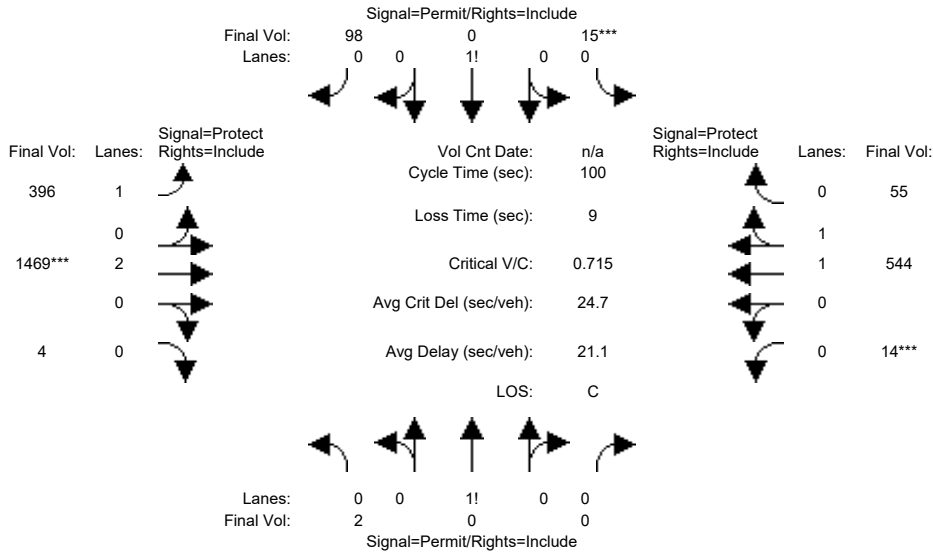 Signal=Permit/Rights=Include
Final Vol: 98 0 15***
Lanes: 0 0 1! 0 0
Signal=Protect Signal=Protect
Final Vol: Lanes: Rights=Include Vol Cnt Date: n/a Rights=Include Lanes: Final Vol:
Cycle Time (sec): 100
396 1 0 55
Loss Time (sec): 9
0 1
1469*** 2 Critical V/C: 0.715 1 544
0 Avg Crit Del (sec/veh): 24.7 0
4 0 Avg Delay (sec/veh): 21.1 0 14***
LOS: C
Lanes: 0 0 1! 0 0
Final Vol: 2 0 0
Signal=Permit/Rights=Include